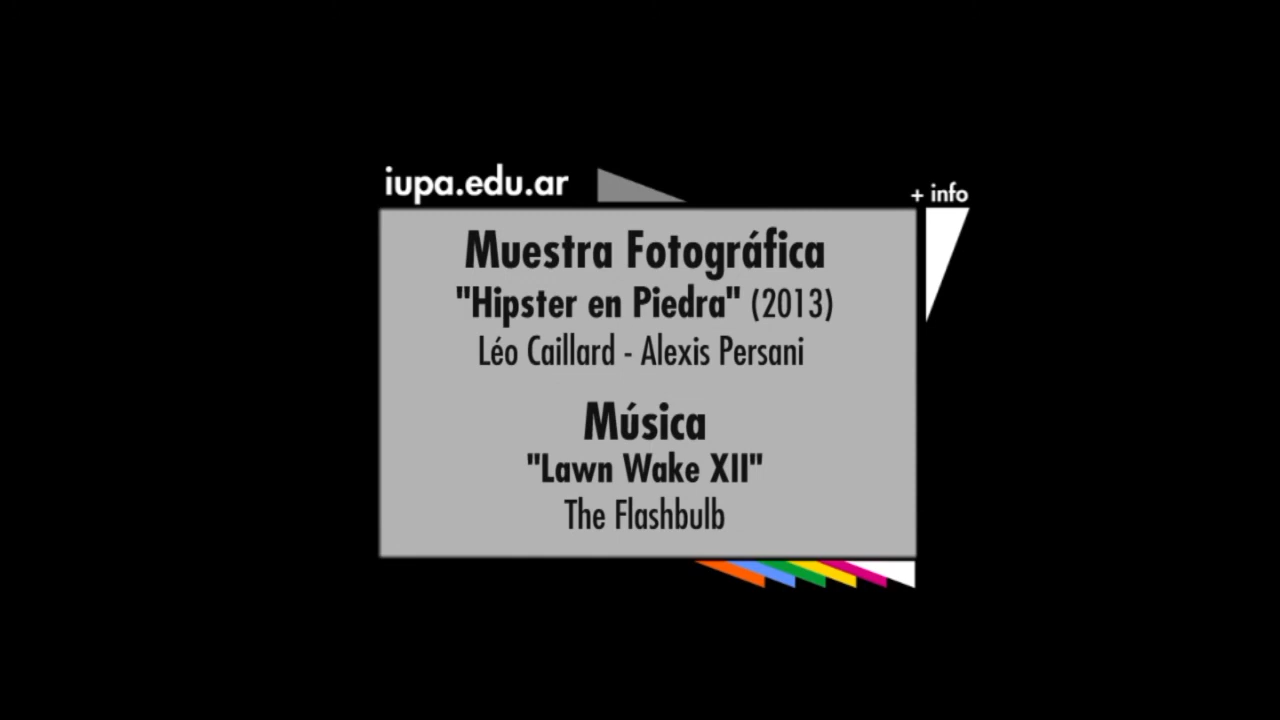 iupa.edu.ar
+ info
Muestra Fotográfica
"Hipster en Piedra" (2013)
Léo Caillard - Alexis Persani
Música
"Lawn Wake XII"
The Flashbulb